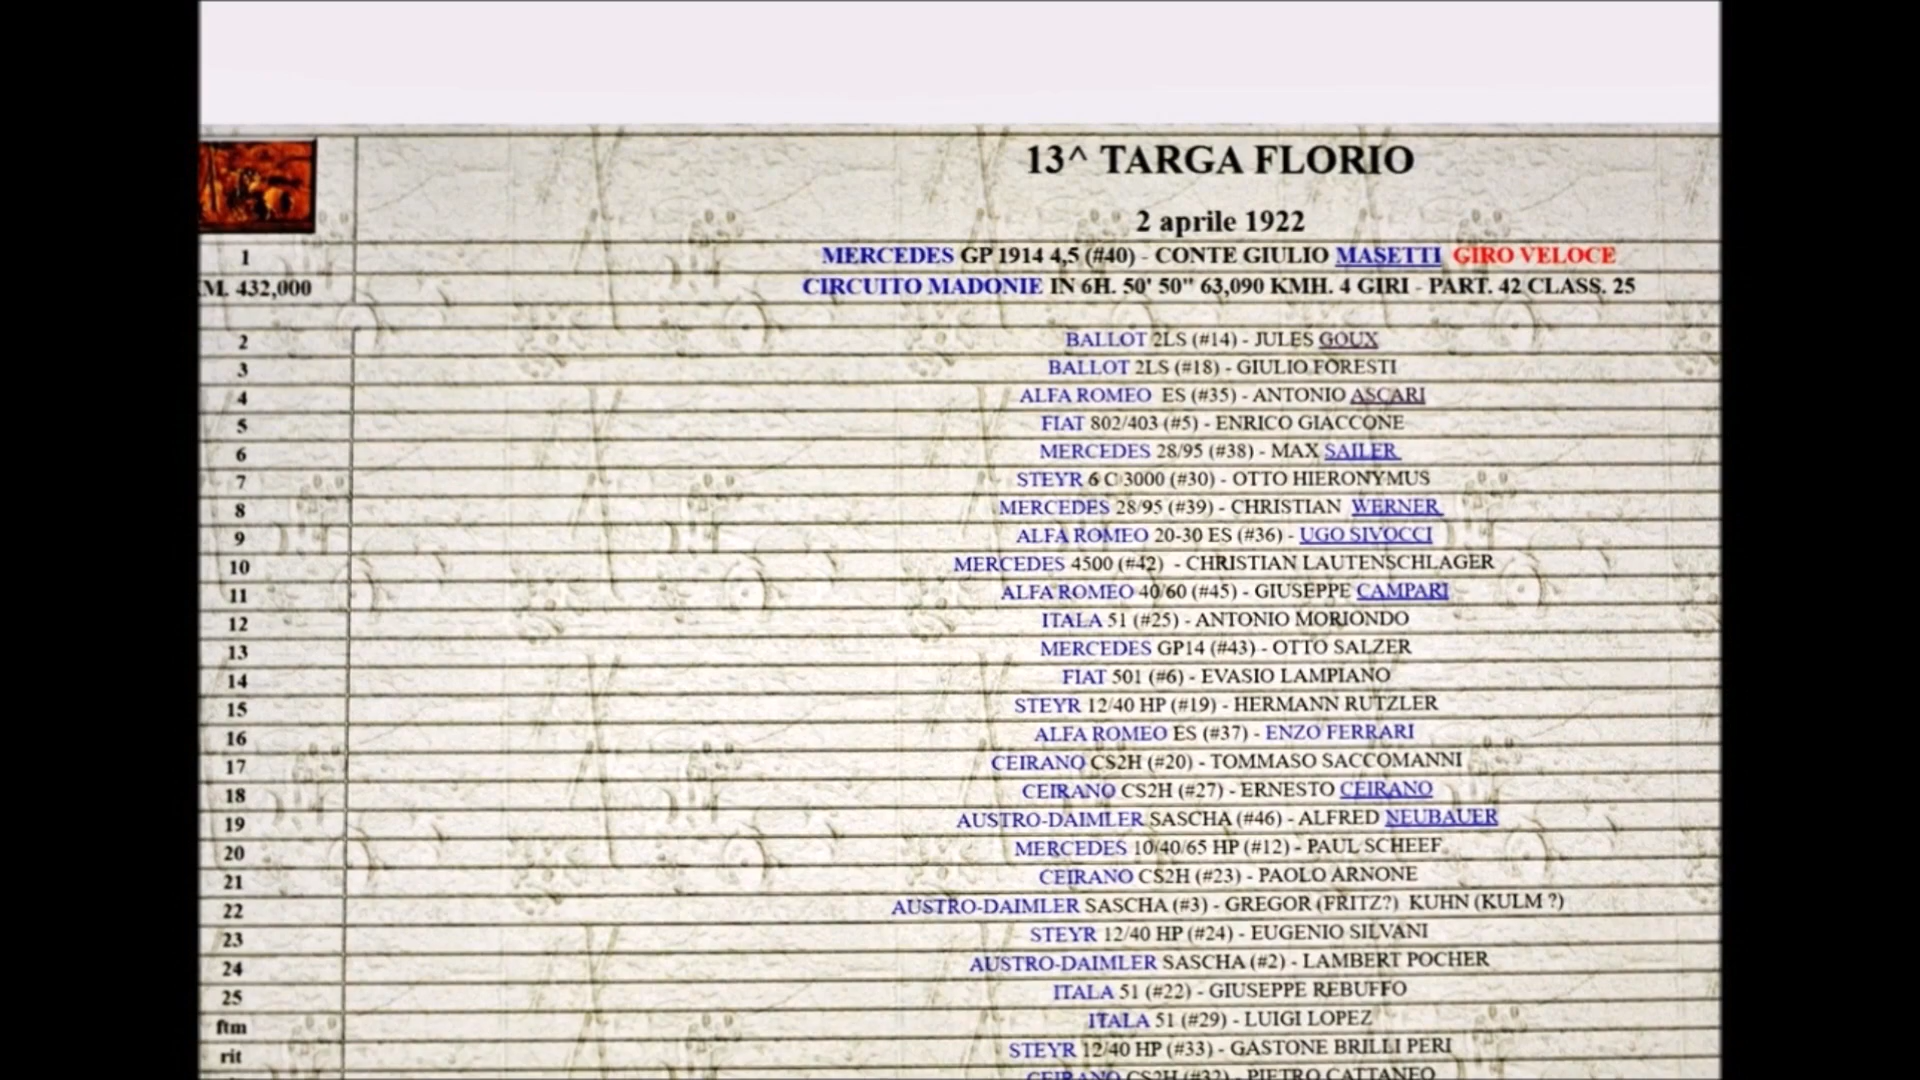 13^ TARGA FLORIO
2 aprile 1922
1 MERCEDES GP 1914 4,5 (#40) - CONTE GIULIO MASETTI GIRO VELOCE
M. 432,000 CIRCUITO MADONIE IN 6H. 50' 50" 63,090 KMH. 4 GIRI - PART. 42 CLASS. 25
2 BALLOT 2LS (#14) - JULES GOUX
3 BALLOT 2LS (#18) - GIULIO FORESTI
4 ALFA ROMEO ES (#35) - ANTONIO ASCARI
5 FIAT 802/403 (#5) - ENRICO GIACCONE
6 MERCEDES 28/95 (#38) - MAX SAILER
7 STEYR 6 C 3000 (#30) - OTTO HIERONYMUS
8 MERCEDES 28/95 (#39) - CHRISTIAN WERNER
9 ALFA ROMEO 20-30 ES (#36) - UGO SIVOCCI
10 MERCEDES 4500 (#42) - CHRISTIAN LAUTENSCHLAGER
11 ALFA ROMEO 40/60 (#45) - GIUSEPPE CAMPARI
12 ITALA 51 (#25) - ANTONIO MORIONDO
13 MERCEDES GP14 (#43) - OTTO SALZER
14 FIAT 501 (#6) - EVASIO LAMPIANO
15 STEYR 12/40 HP (#19) - HERMANN RUTZLER
16 ALFA ROMEO ES (#37) - ENZO FERRARI
17 CEIRANO CS2H (#20) - TOMMASO SACCOMANNI
18 CEIRANO CS2H (#27) - ERNESTO CEIRANO
19 AUSTRO-DAIMLER SASCHA (#46) - ALFRED NEUBAUER
20 MERCEDES 10/40/65 HP (#12) - PAUL SCHEEF
21 CEIRANO CS2H (#23) - PAOLO ARNONE
22 AUSTRO-DAIMLER SASCHA (#3) - GREGOR (FRITZ?) KUHN (KULM ?)
23 STEYR 12/40 HP (#24) - EUGENIO SILVANI
24 AUSTRO-DAIMLER SASCHA (#2) - LAMBERT POCHER
25 ITALA 51 (#22) - GIUSEPPE REBUFFO
ftm ITALA 51 (#29) - LUIGI LOPEZ
rit STEYR 12/40 HP (#33) - GASTONE BRILLI PERI
CEIRANO CS2H (#32) - PIETRO CATTANEO